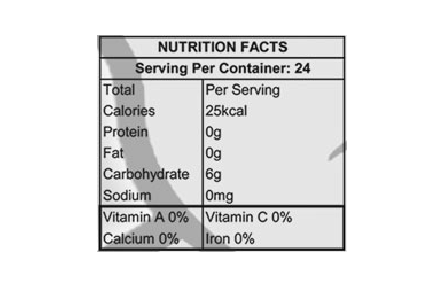 NUTRITION FACTS
Serving Per Container: 24
Total Per Serving
Calories 25kcal
Protein 0g
Fat 0g
Carbohydrate 6g
Sodium 0mg
Vitamin A 0% Vitamin C 0%
Calcium 0% Iron 0%